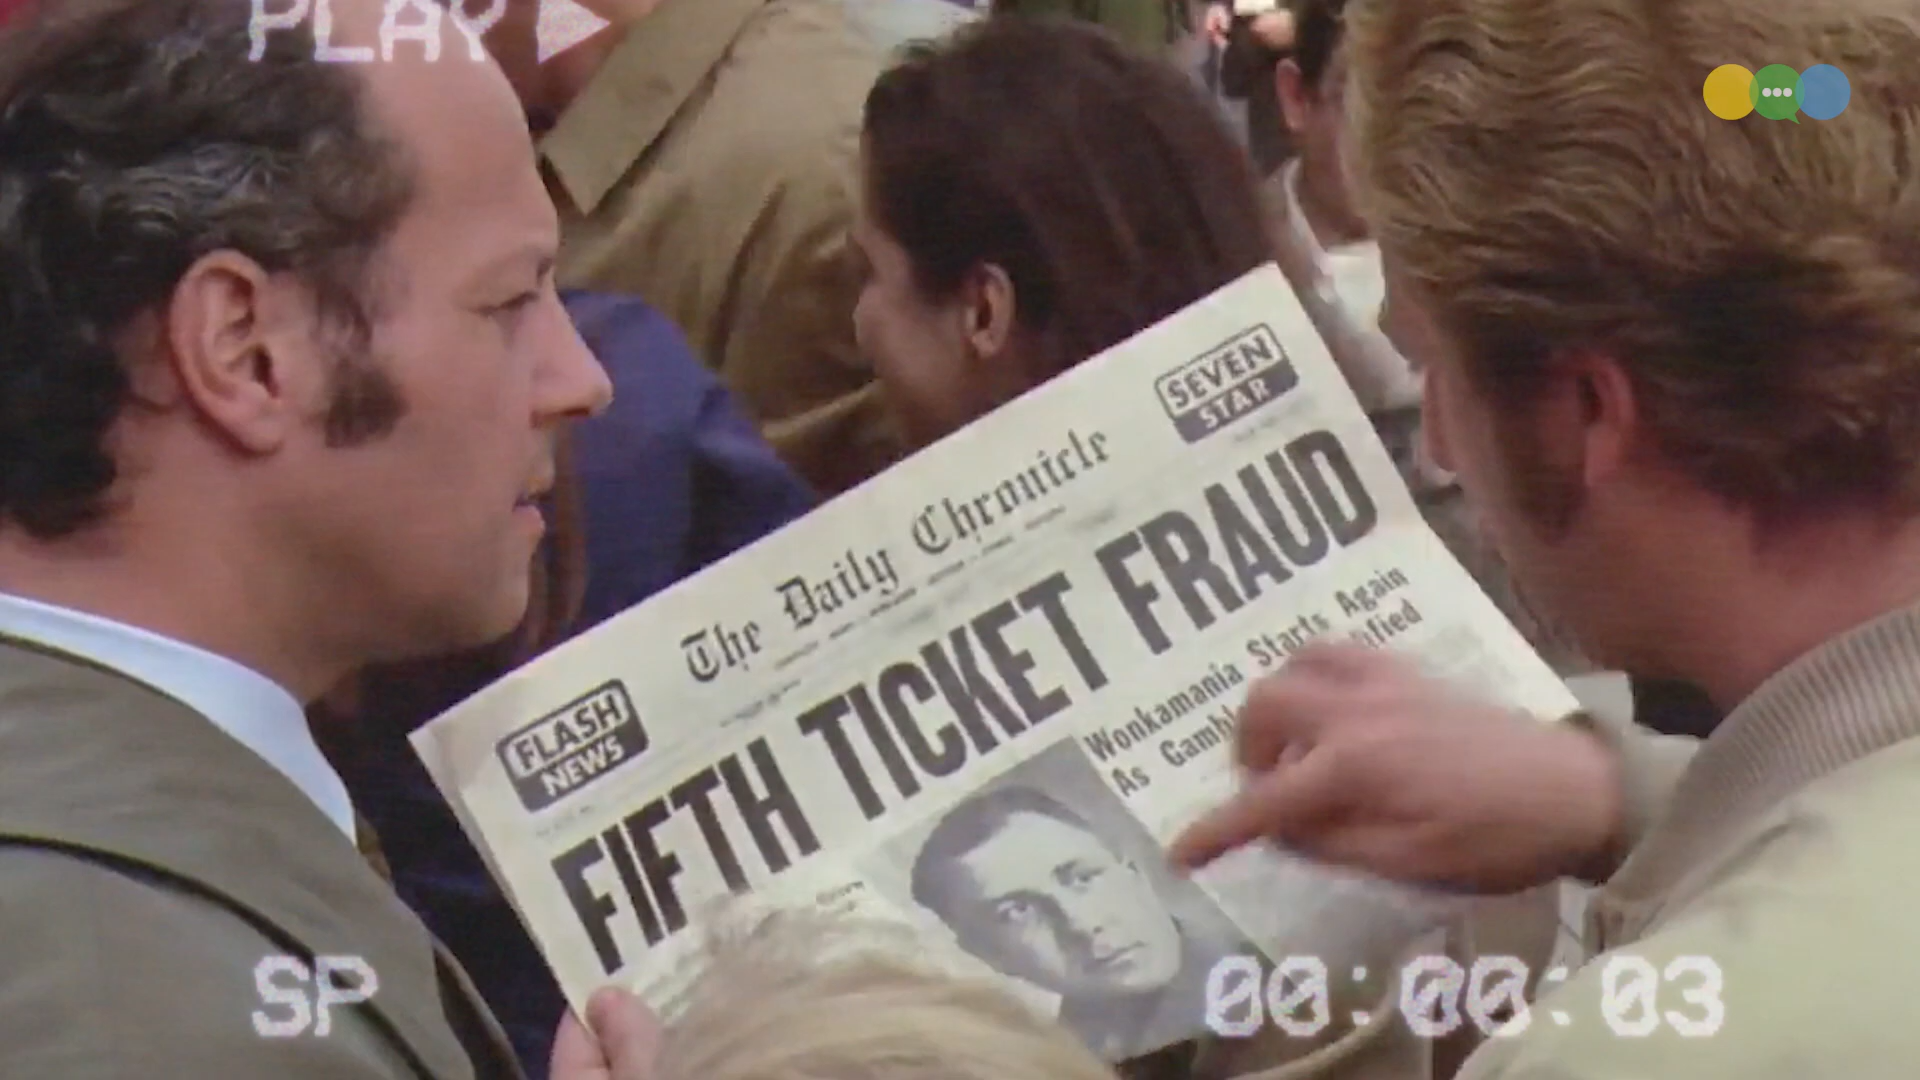 PLAY
SEVEN
STAR
The Daily Chronicle
FLASH
NEWS
FIFTH TICKET FRAUD
Wonkamania Starts Again
As
SP
00:00:03